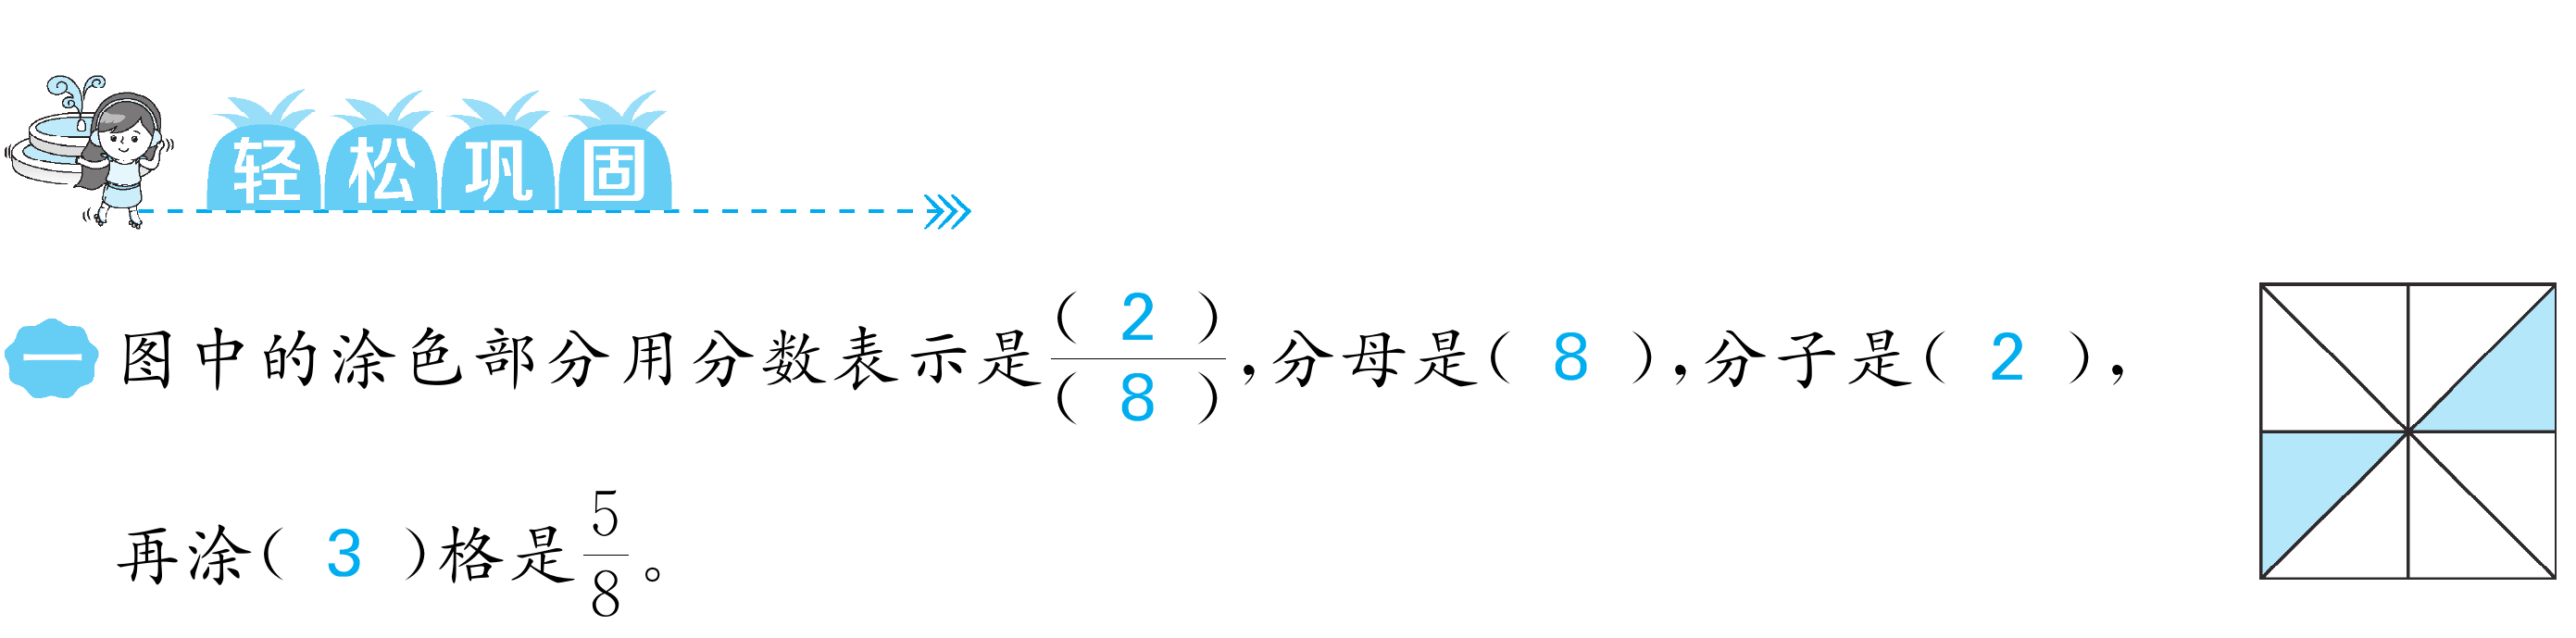 轻松巩固
一 图中的涂色部分用分数表示是( 2 )/( 8 ),分母是( 8 ),分子是( 2 ),
再涂( 3 )格是5/8。